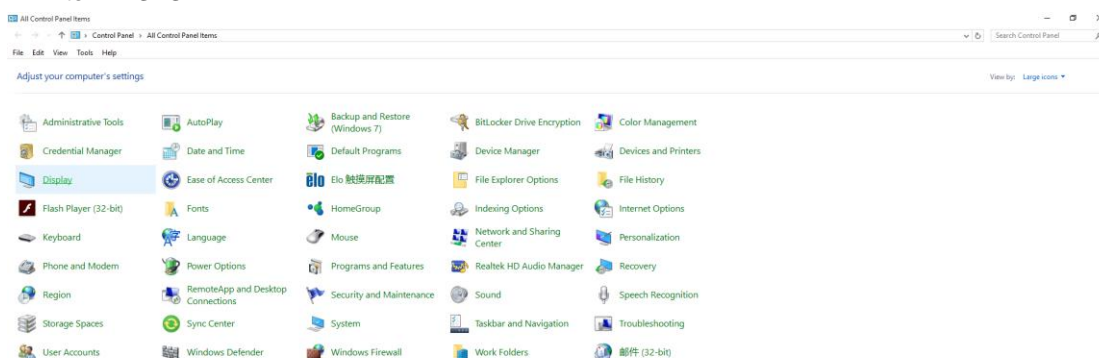 All Control Panel Items
Control Panel › All Control Panel Items
Search Control Panel
File Edit View Tools Help
Adjust your computer's settings
View by: Large icons
Administrative Tools
AutoPlay
Backup and Restore
(Windows 7)
BitLocker Drive Encryption
Color Management
Credential Manager
Date and Time
Default Programs
Device Manager
Devices and Printers
Display
Ease of Access Center
elo
Elo 触摸屏配置
File Explorer Options
File History
Flash Player (32-bit)
Fonts
HomeGroup
Indexing Options
Internet Options
Keyboard
Language
Mouse
Network and Sharing
Center
Personalization
Phone and Modem
Power Options
Programs and Features
Realtek HD Audio Manager
Recovery
Region
RemoteApp and Desktop
Connections
Security and Maintenance
Sound
Speech Recognition
Storage Spaces
Sync Center
System
Taskbar and Navigation
Troubleshooting
User Accounts
Windows Defender
Windows Firewall
Work Folders
邮件 (32-bit)